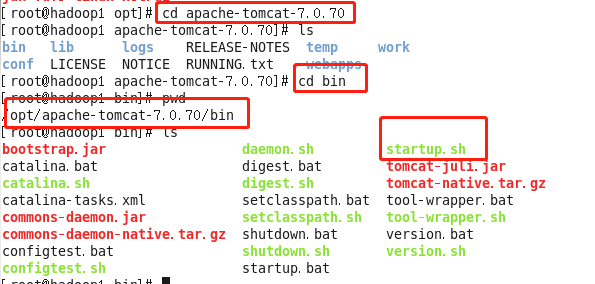 [ root@hadoop1 opt]# cd apache-tomcat-7.0.70
[ root@hadoop1 apache-tomcat-7.0.70]# ls
bin lib logs RELEASE-NOTES temp work
conf LICENSE NOTICE RUNNING.txt webapps
[ root@hadoop1 apache-tomcat-7.0.70]# cd bin
[ root@hadoop1 bin]# pwd
/opt/apache-tomcat-7.0.70/bin
[ root@hadoop1 bin]# ls
bootstrap.jar daemon.sh startup.sh
catalina.bat digest.bat tomcat-juli.jar
catalina.sh digest.sh tomcat-native.tar.gz
catalina-tasks.xml setclasspath.bat tool-wrapper.bat
commons-daemon.jar setclasspath.sh tool-wrapper.sh
commons-daemon-native.tar.gz shutdown.bat version.bat
configtest.bat shutdown.sh version.sh
configtest.sh startup.bat
[ root@hadoop1 bin]#